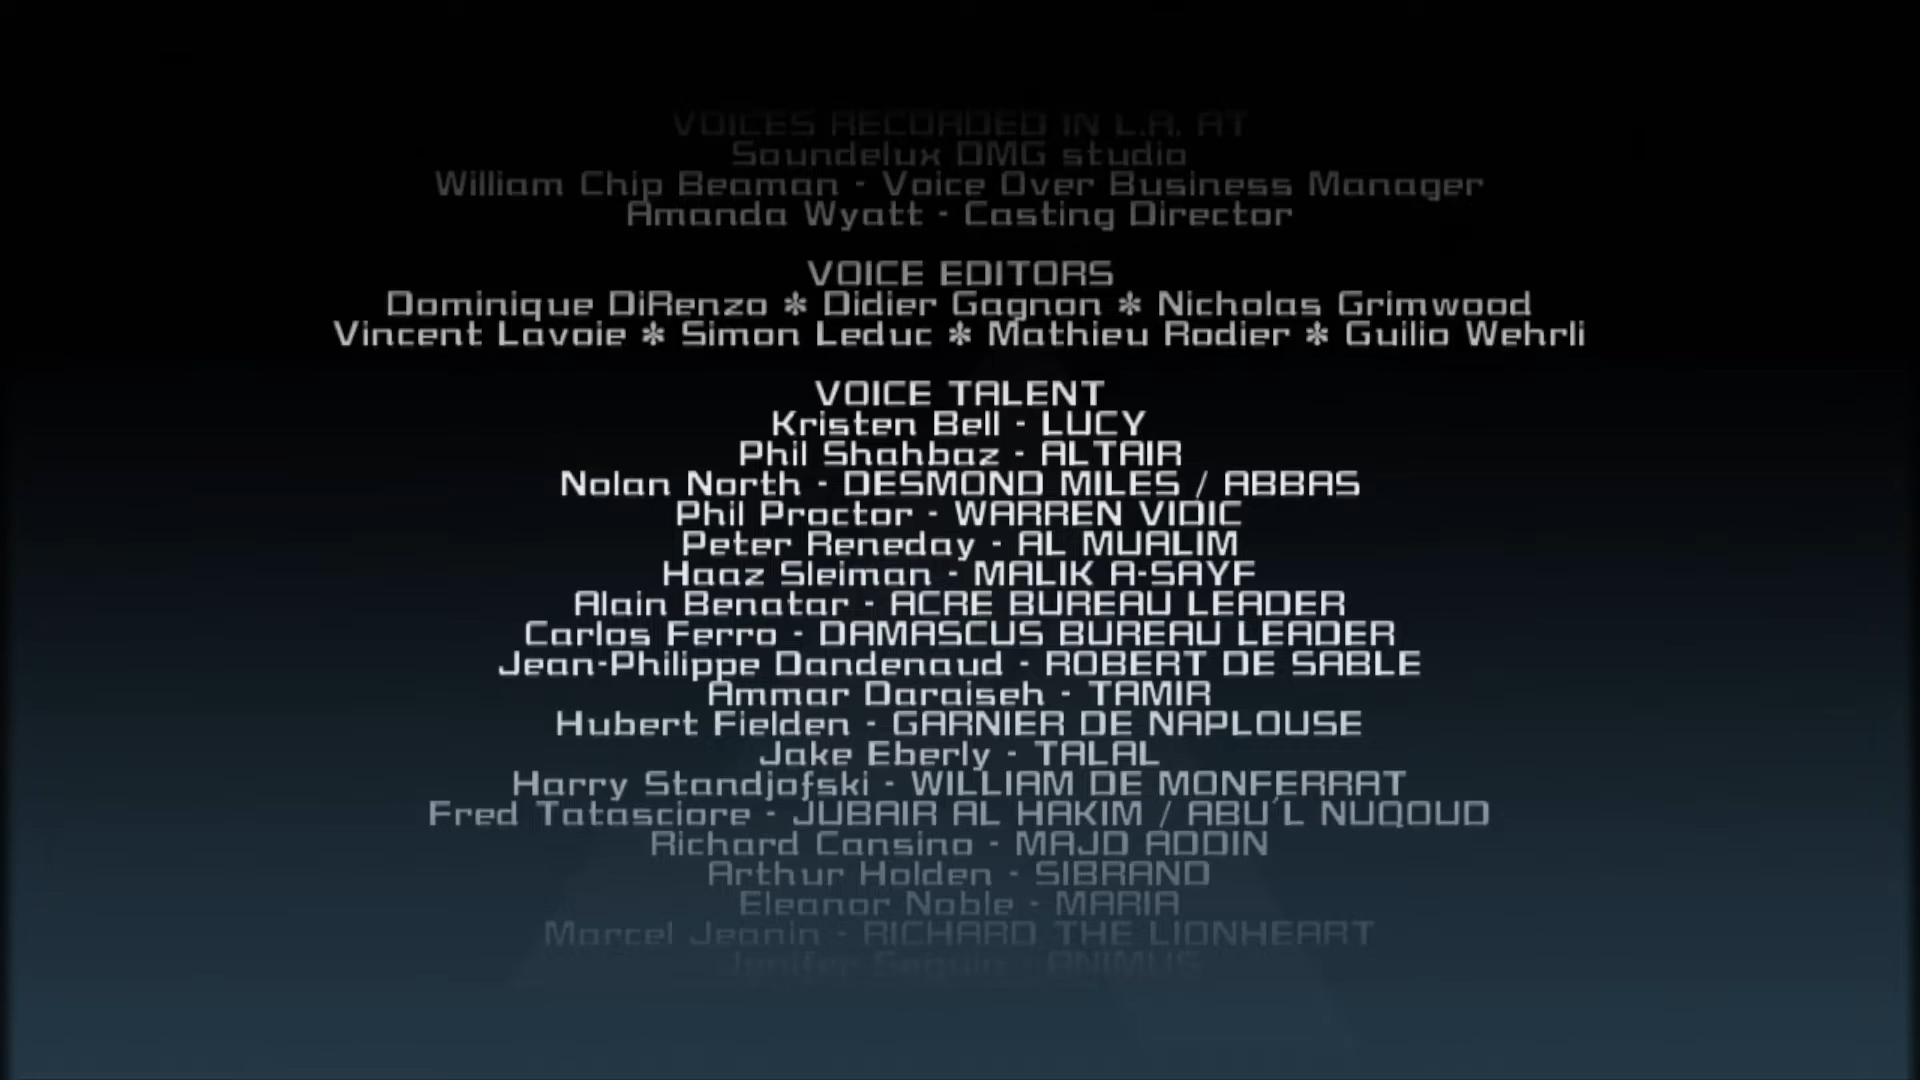 VOICES RECORDED IN L.A. AT
Soundelux DMG studio
William Chip Beaman - Voice Over Business Manager
Amanda Wyatt - Casting Director
VOICE EDITORS
Dominique DiRenzo * Didier Gagnon * Nicholas Grimwood
Vincent Lavoie * Simon Leduc * Mathieu Rodier * Guilio Wehrli
VOICE TALENT
Kristen Bell - LUCY
Phil Shahbaz - ALTAIR
Nolan North - DESMOND MILES / ABBAS
Phil Proctor - WARREN VIDIC
Peter Reneday - AL MUALIM
Haaz Sleiman - MALIK A-SAYF
Alain Benatar - ACRE BUREAU LEADER
Carlos Ferro - DAMASCUS BUREAU LEADER
Jean-Philippe Dandenaud - ROBERT DE SABLE
Ammar Daraiseh - TAMIR
Hubert Fielden - GARNIER DE NAPLOUSE
Jake Eberly - TALAL
Harry Standjofski - WILLIAM DE MONFERRAT
Fred Tatasciore - JUBAIR AL HAKIM / ABU'L NUQOUD
Richard Cansino - MAJD ADDIN
Arthur Holden - SIBRAND
Eleanor Noble - MARIA
Marcel Jeanin - RICHARD THE LIONHEART
Jenifer Seguin - ANIMUS